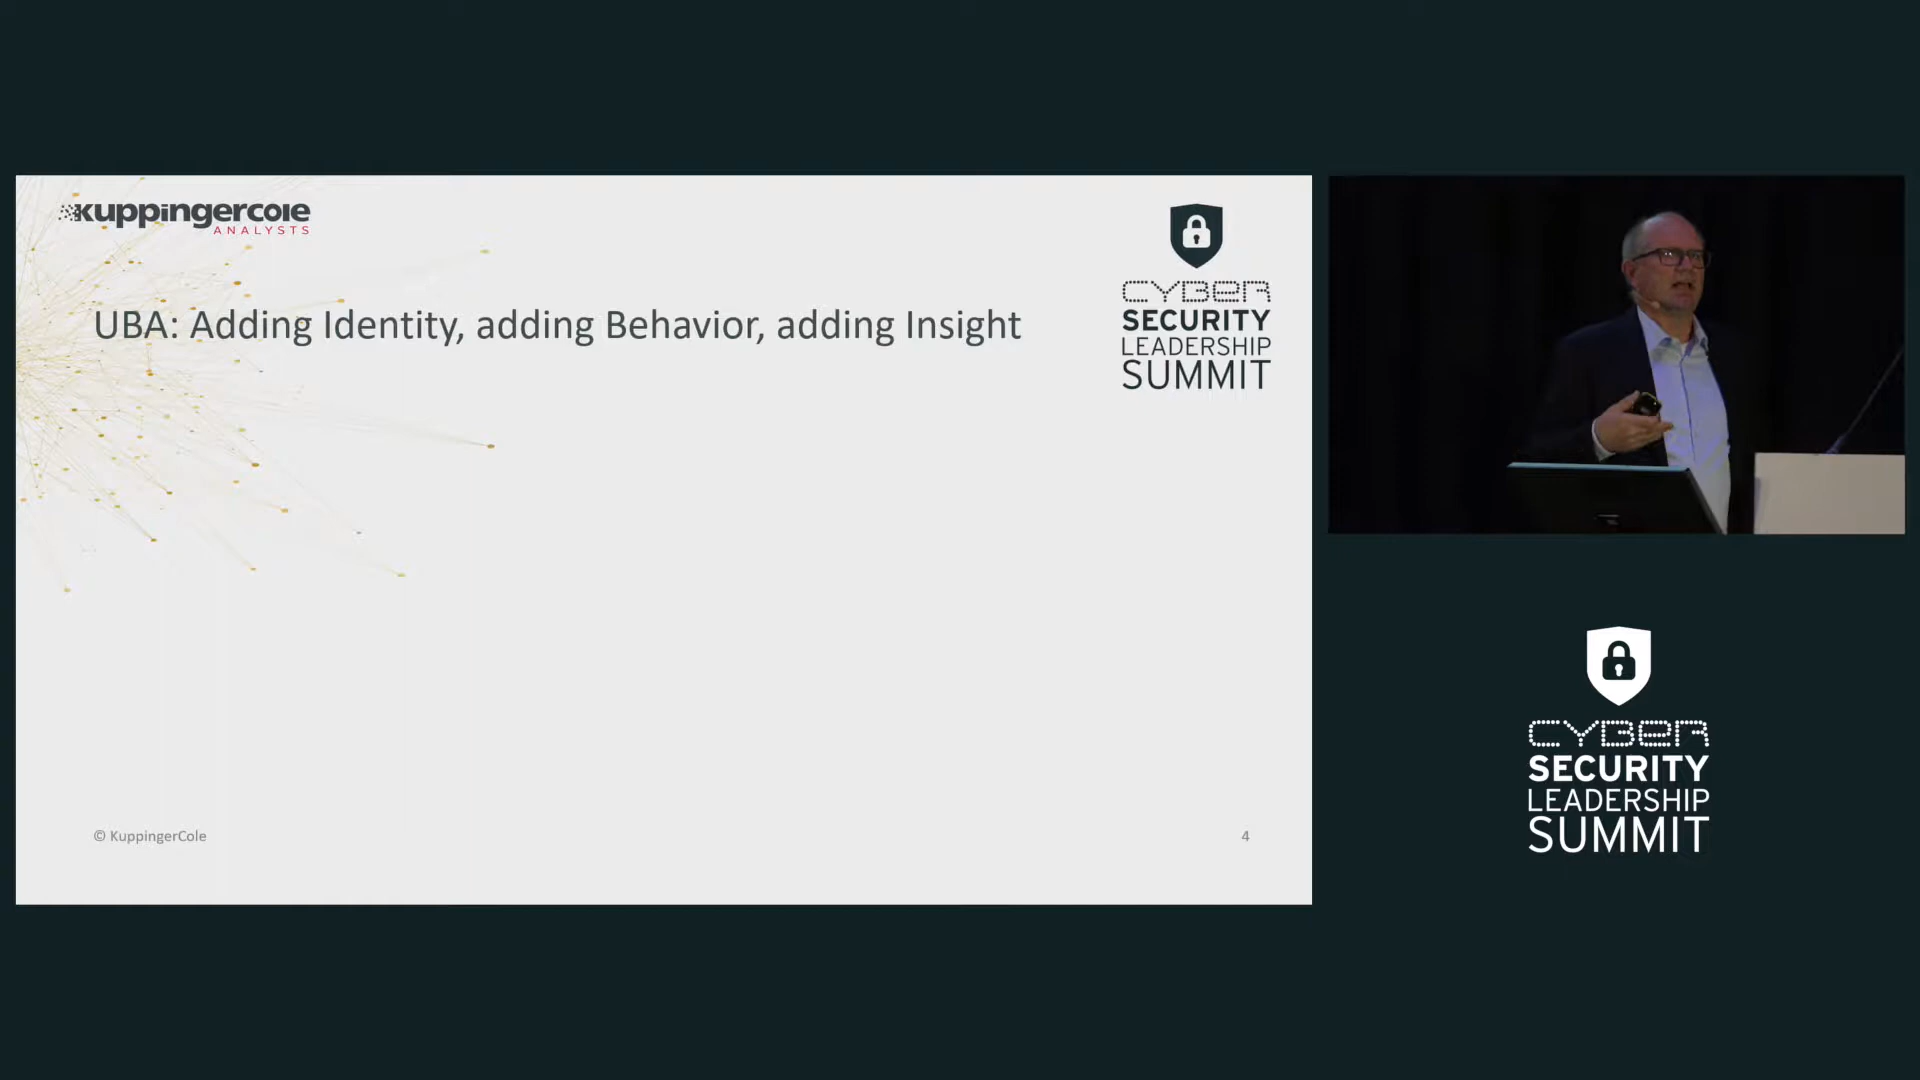 kuppingercole
ANALYSTS
UBA: Adding Identity, adding Behavior, adding Insight
CYBER
SECURITY
LEADERSHIP
SUMMIT
© KuppingerCole
4
CYBER
SECURITY
LEADERSHIP
SUMMIT